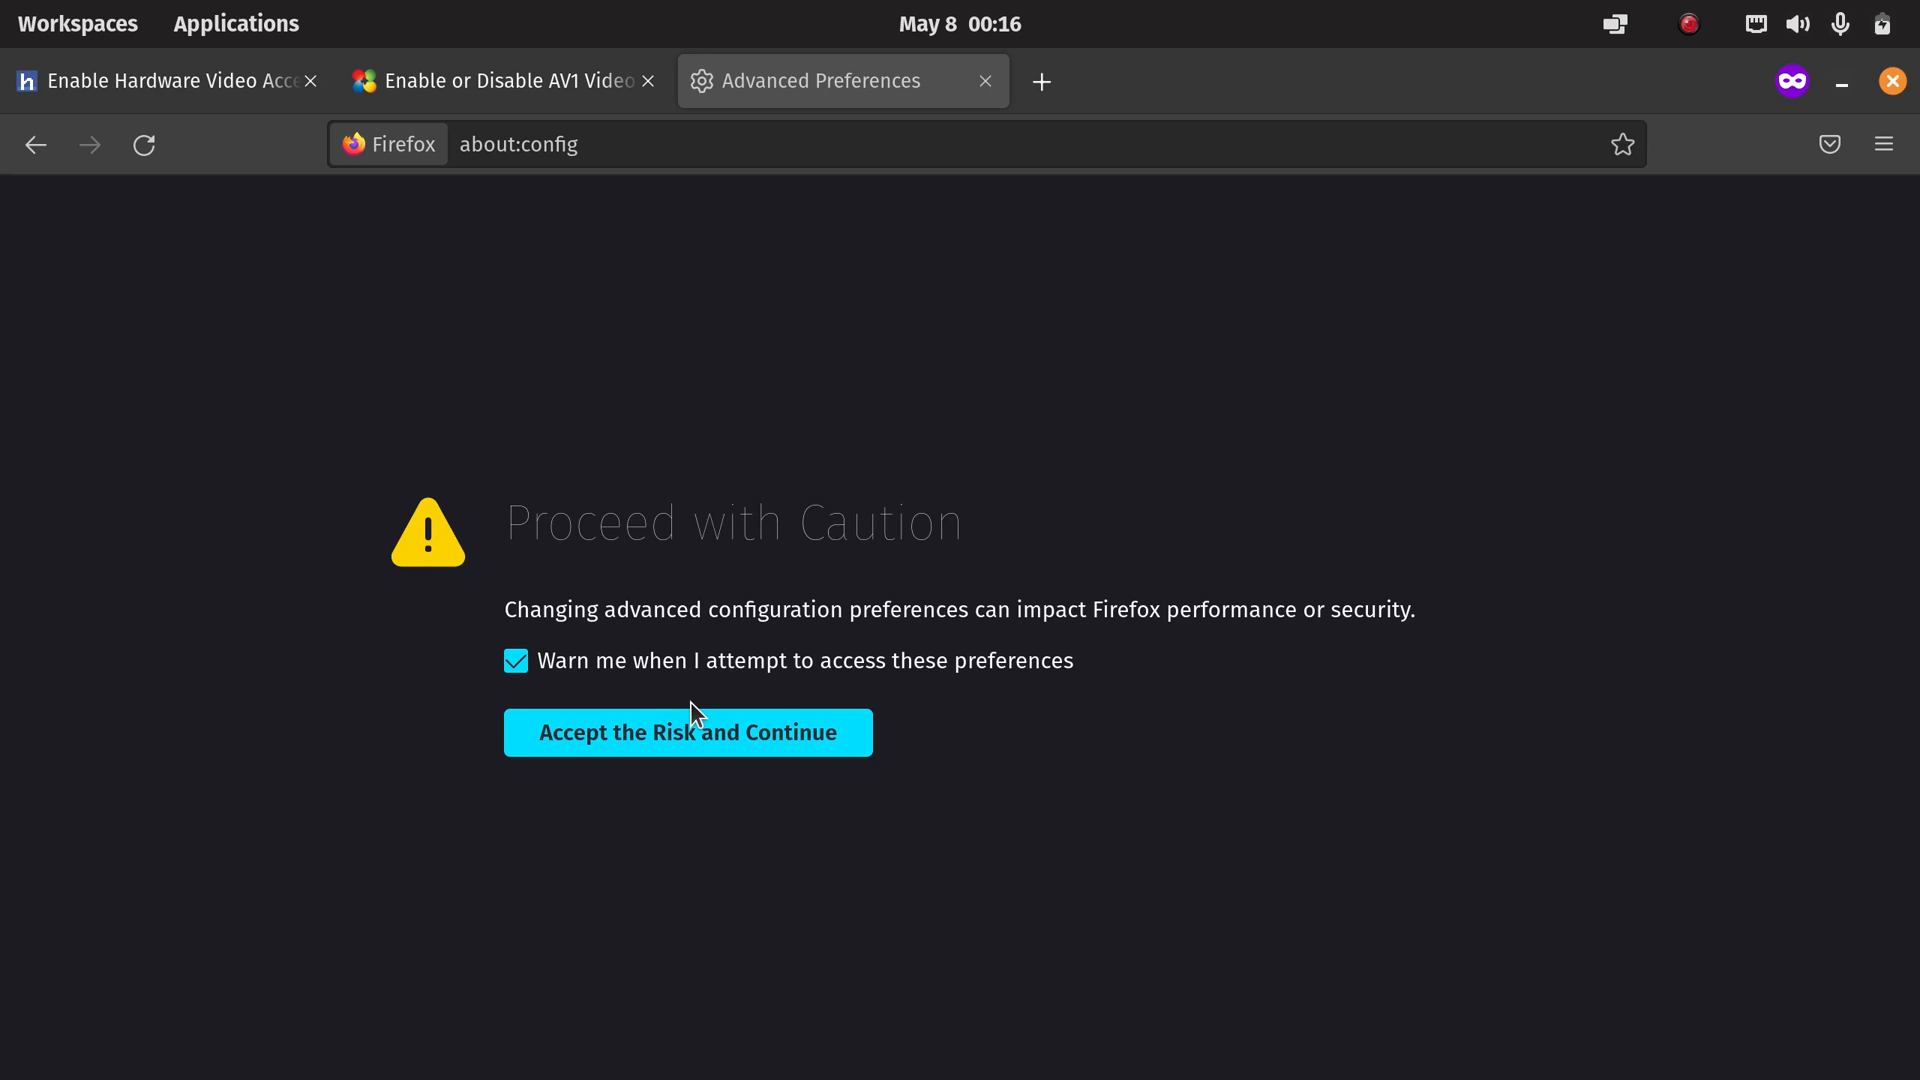 Workspaces Applications May 8 00:16
Enable Hardware Video Acce Enable or Disable AV1 Video Advanced Preferences
Firefox about:config
Proceed with Caution
Changing advanced configuration preferences can impact Firefox performance or security.
Warn me when I attempt to access these preferences
Accept the Risk and Continue